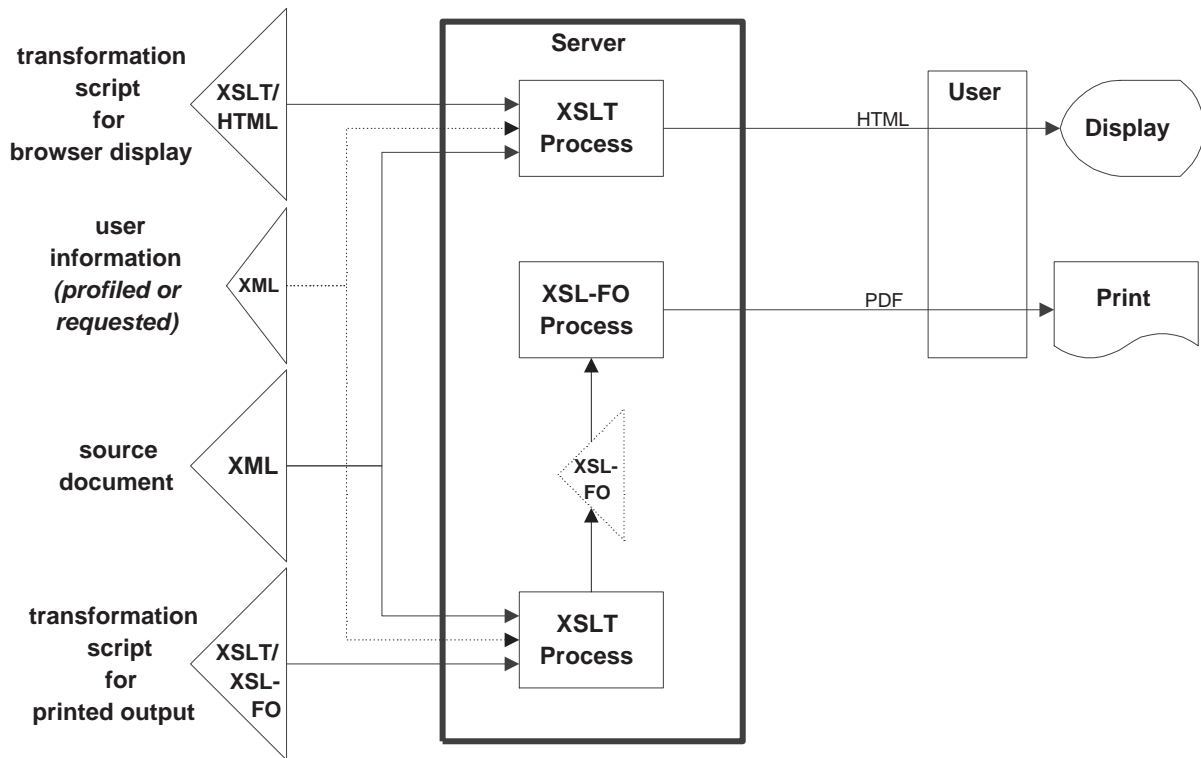 transformation
script
for
browser display
XSLT/
HTML
user
information
(profiled or
requested)
XML
source
document
XML
transformation
script
for
printed output
XSLT/
XSL-
FO
Server
XSLT
Process
XSL-FO
Process
XSL-
FO
XSLT
Process
HTML
PDF
User
Display
Print